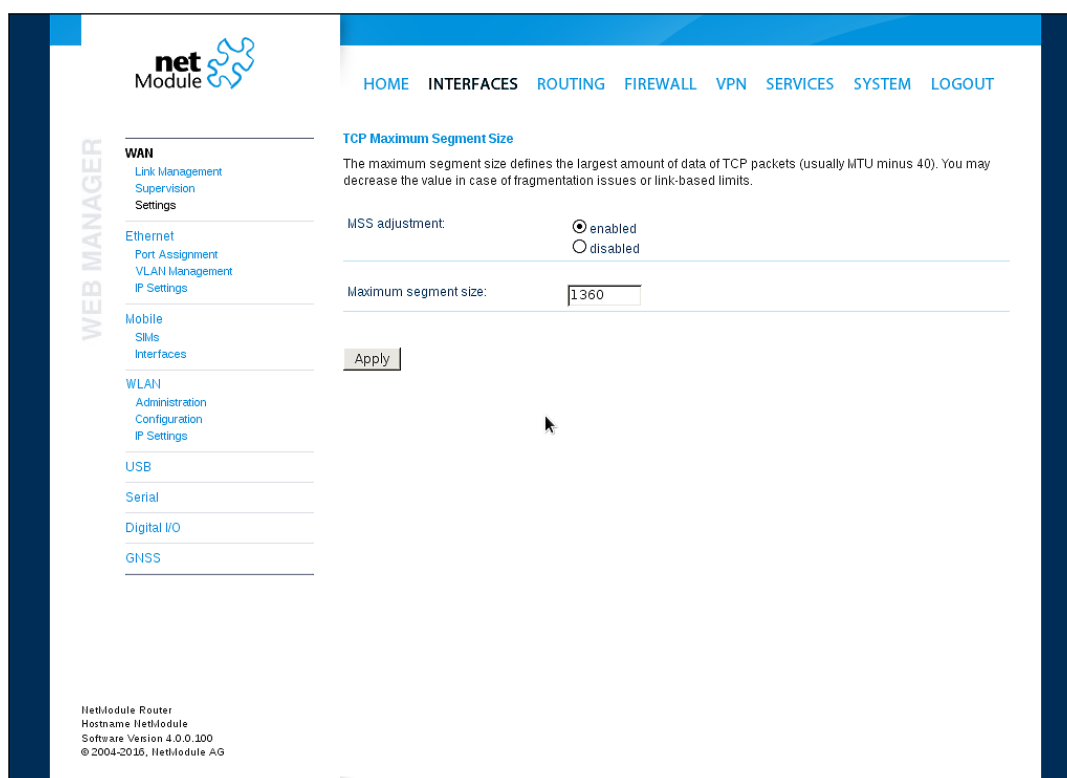 net
Module
HOME INTERFACES ROUTING FIREWALL VPN SERVICES SYSTEM LOGOUT
WEB MANAGER
WAN
Link Management
Supervision
Settings
Ethernet
Port Assignment
VLAN Management
IP Settings
Mobile
SIMs
Interfaces
WLAN
Administration
Configuration
IP Settings
USB
Serial
Digital I/O
GNSS
TCP Maximum Segment Size
The maximum segment size defines the largest amount of data of TCP packets (usually MTU minus 40). You may
decrease the value in case of fragmentation issues or link-based limits.
MSS adjustment:
enabled
disabled
Maximum segment size:
1360
Apply
NetModule Router
Hostname NetModule
Software Version 4.0.0.100
© 2004-2016, NetModule AG